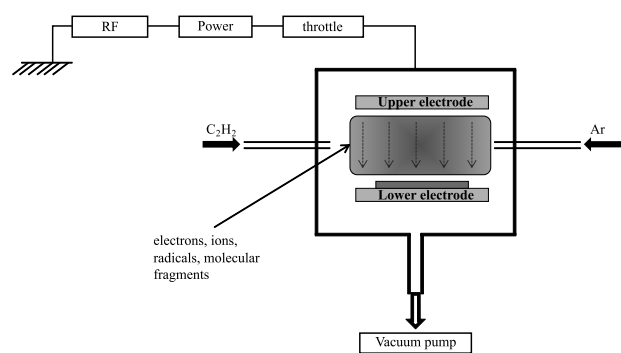 RF
Power
throttle
Upper electrode
C₂H₂
Ar
Lower electrode
electrons, ions,
radicals, molecular
fragments
Vacuum pump